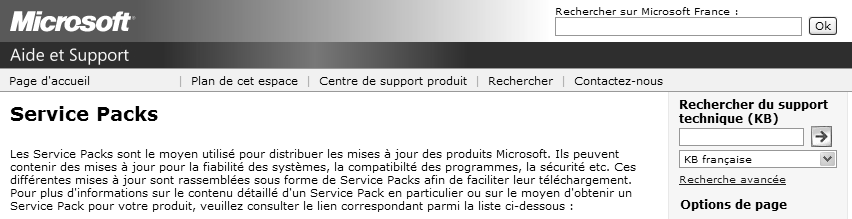 Microsoft
Rechercher sur Microsoft France :
Ok
Aide et Support
Page d'accueil | Plan de cet espace | Centre de support produit | Rechercher | Contactez-nous
Service Packs
Les Service Packs sont le moyen utilisé pour distribuer les mises à jour des produits Microsoft. Ils peuvent
contenir des mises à jour pour la fiabilité des systèmes, la compatibilté des programmes, la sécurité etc. Ces
différentes mises à jour sont rassemblées sous forme de Service Packs afin de faciliter leur téléchargement.
Pour plus d'informations sur le contenu détaillé d'un Service Pack en particulier ou sur le moyen d'obtenir un
Service Pack pour votre produit, veuillez consulter le lien correspondant parmi la liste ci-dessous :
Rechercher du support
technique (KB)
KB française
Recherche avancée
Options de page